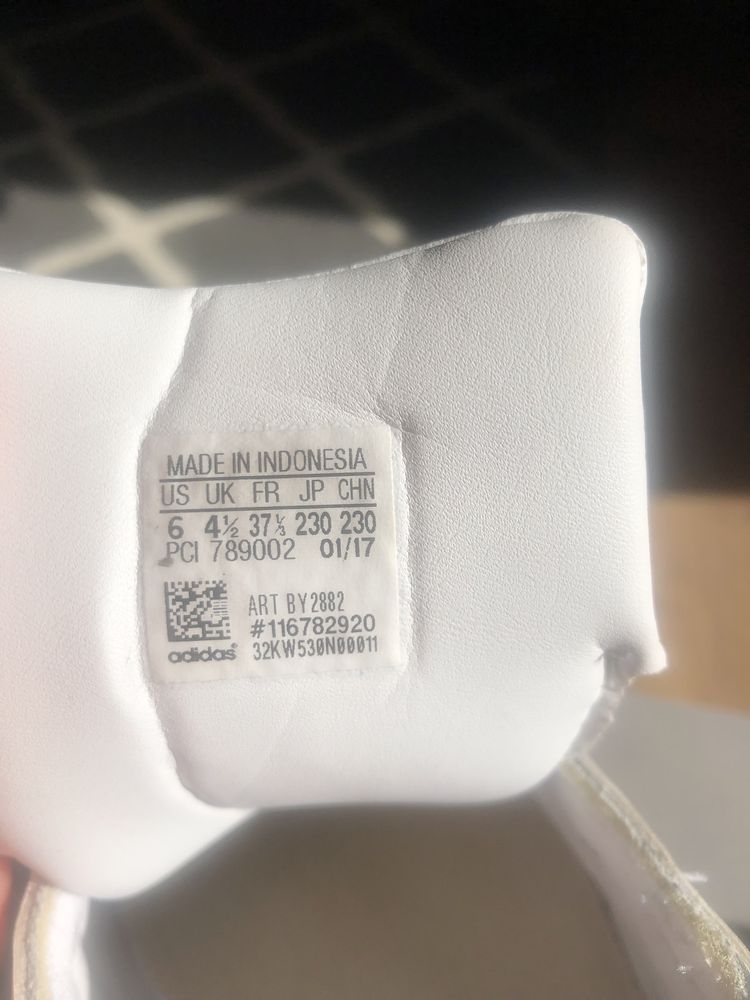 MADE IN INDONESIA
US UK FR JP CHN
6 4½ 37⅓ 230 230
PCI 789002 01/17
ART BY2882
#116782920
adidas 32KW530N00011